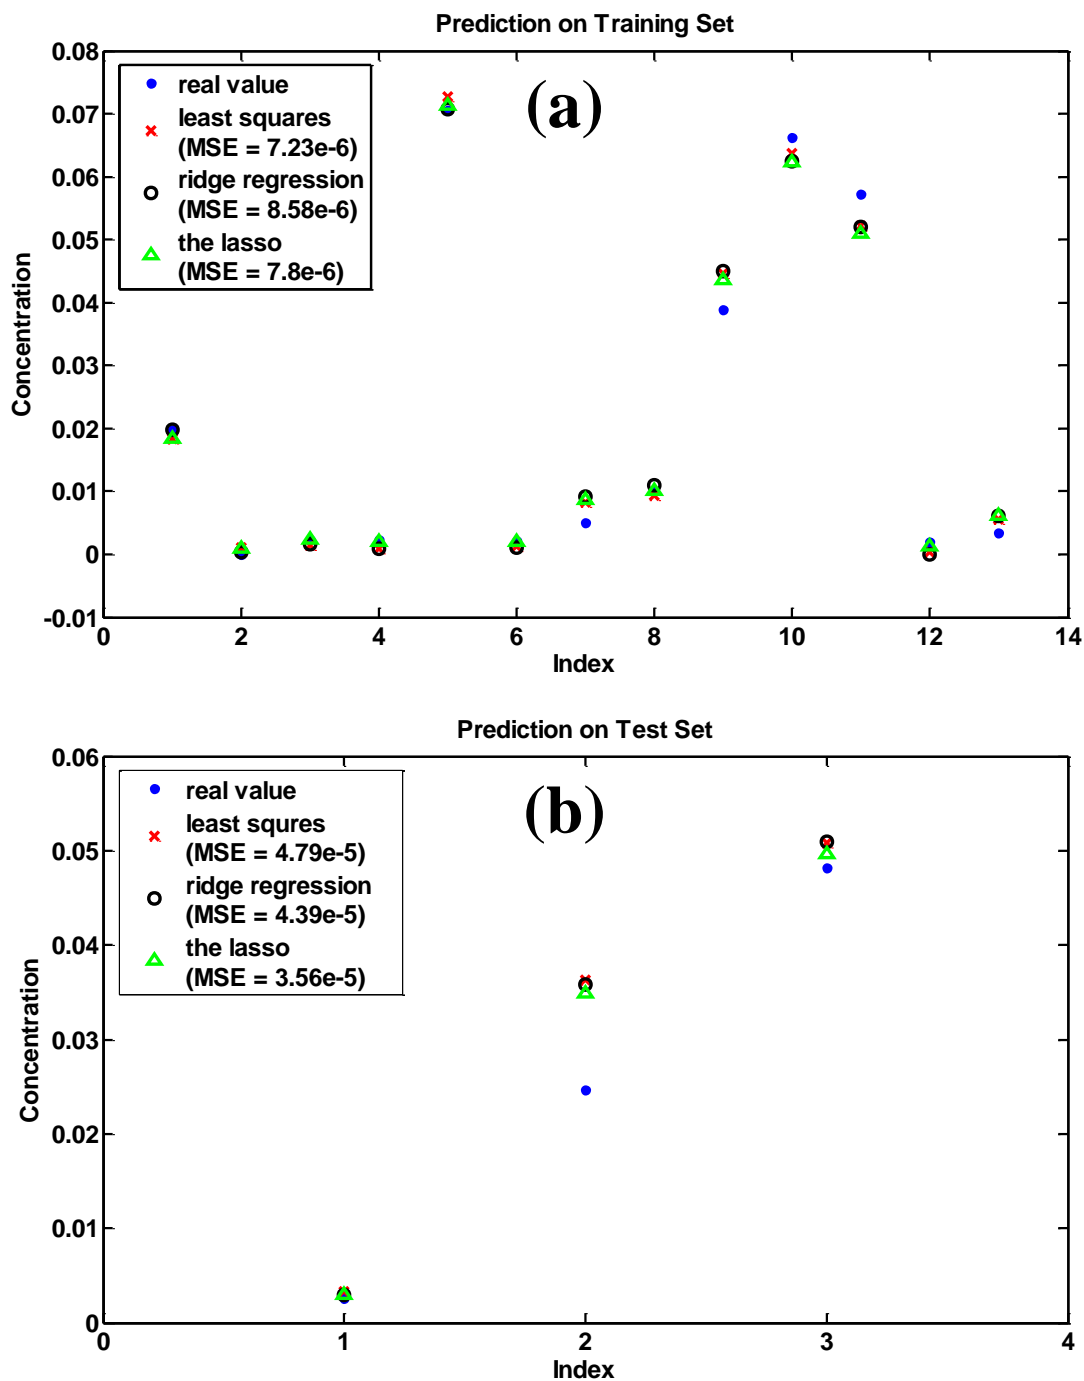 Prediction on Training Set
(a)
real value
least squares
(MSE = 7.23e-6)
ridge regression
(MSE = 8.58e-6)
the lasso
(MSE = 7.8e-6)
Concentration
0.08
0.07
0.06
0.05
0.04
0.03
0.02
0.01
0
-0.01
0 2 4 6 8 10 12 14
Index
Prediction on Test Set
(b)
real value
least squres
(MSE = 4.79e-5)
ridge regression
(MSE = 4.39e-5)
the lasso
(MSE = 3.56e-5)
Concentration
0.06
0.05
0.04
0.03
0.02
0.01
0
0 1 2 3 4
Index